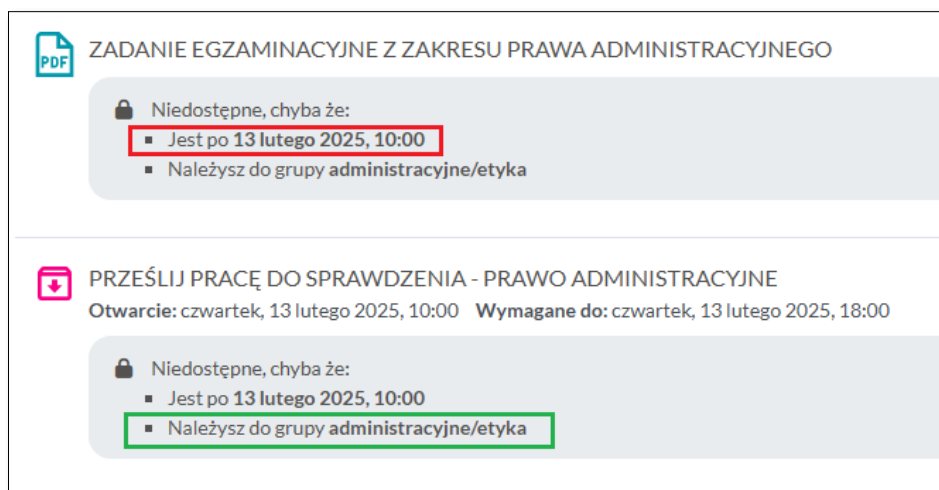 PDF
ZADANIE EGZAMINACYJNE Z ZAKRESU PRAWA ADMINISTRACYJNEGO
Niedostępne, chyba że:
Jest po 13 lutego 2025, 10:00
Należysz do grupy administracyjne/etyka
PRZEŚLIJ PRACĘ DO SPRAWDZENIA - PRAWO ADMINISTRACYJNE
Otwarcie: czwartek, 13 lutego 2025, 10:00 Wymagane do: czwartek, 13 lutego 2025, 18:00
Niedostępne, chyba że:
Jest po 13 lutego 2025, 10:00
Należysz do grupy administracyjne/etyka